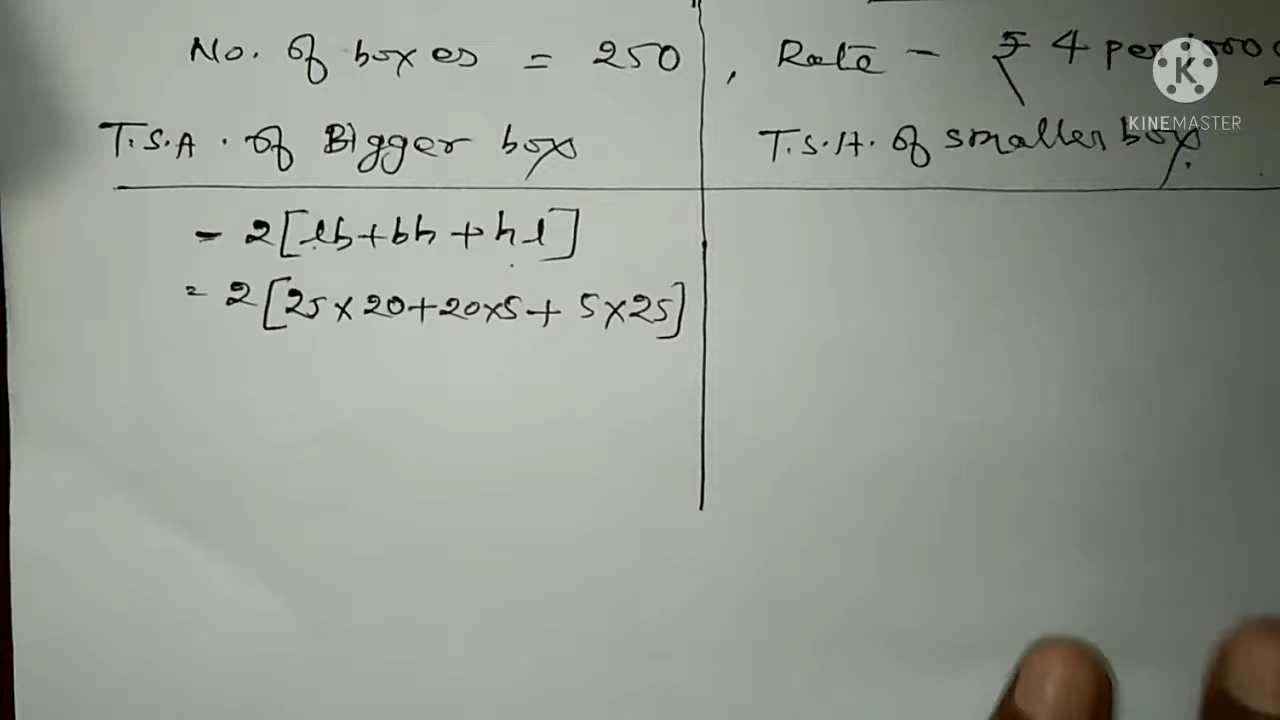 No. of boxes = 250, Rate - ₹ 4 per 1000
K
KINEMASTER
T.S.A. of Bigger box
T.S.A. of smaller box.
= 2[lb+bh+hl]
= 2[25×20+20×5+5×25]